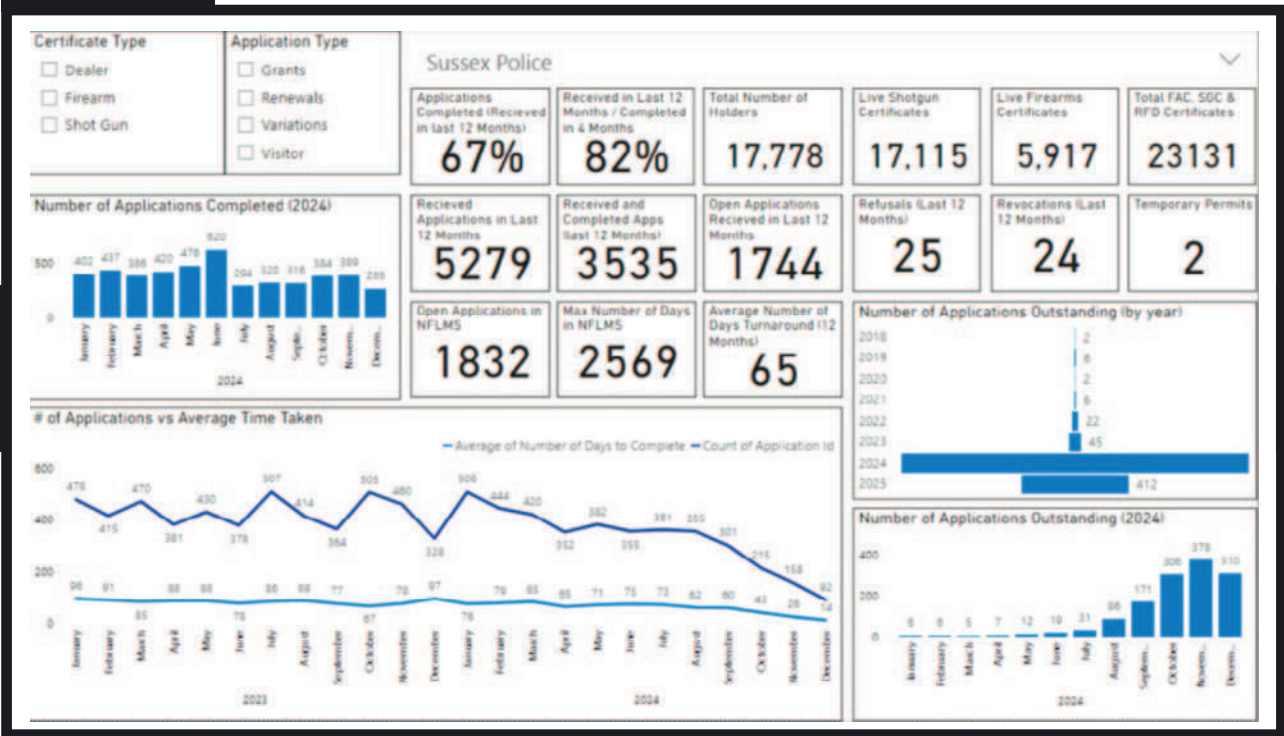 Certificate Type
Dealer
Firearm
Shot Gun
Application Type
Grants
Renewals
Variations
Visitor
Sussex Police
Applications
Completed (Recieved
in last 12 Months)
67%
Received in Last 12
Months / Completed
in 4 Months
82%
Total Number of
Holders
17,778
Live Shotgun
Certificates
17,115
Live Firearms
Certificates
5,917
Total FAC, SGC &
RFD Certificates
23131
Number of Applications Completed (2024)
500
0
402 437 386 420 476 620 294 320 316 384 389 265
January February March April May June July August Septe... October Novem... Decem...
2024
Recieved
Applications in Last
12 Months
5279
Received and
Completed Apps
(last 12 Months)
3535
Open Applications
Recieved in Last 12
Months
1744
Refusals (Last 12
Months)
25
Revocations (Last
12 Months)
24
Temporary Permits
2
Open Applications in
NFLMS
1832
Max Number of Days
in NFLMS
2569
Average Number of
Days Turnaround (12
Months)
65
Number of Applications Outstanding (by year)
2018 2
2019 6
2020 2
2021 6
2022 22
2023 45
2024
2025 412
# of Applications vs Average Time Taken
Average of Number of Days to Complete Count of Application Id
600
400
200
0
478 415 470 381 430 378 507 414 364 505 460 328 506 444 420 352 382 355 361 355 301 215 158 92
96 91 85 88 88 78 86 89 77 67 78 97 76 79 85 65 71 75 73 62 60 43 26 14
January February March April May June July August September October November December January February March April May June July August September October November December
2023 2024
Number of Applications Outstanding (2024)
400
200
0
6 6 5 7 12 19 31 86 171 306 378 310
January February March April May June July August Septem... October Novem... Decem...
2024